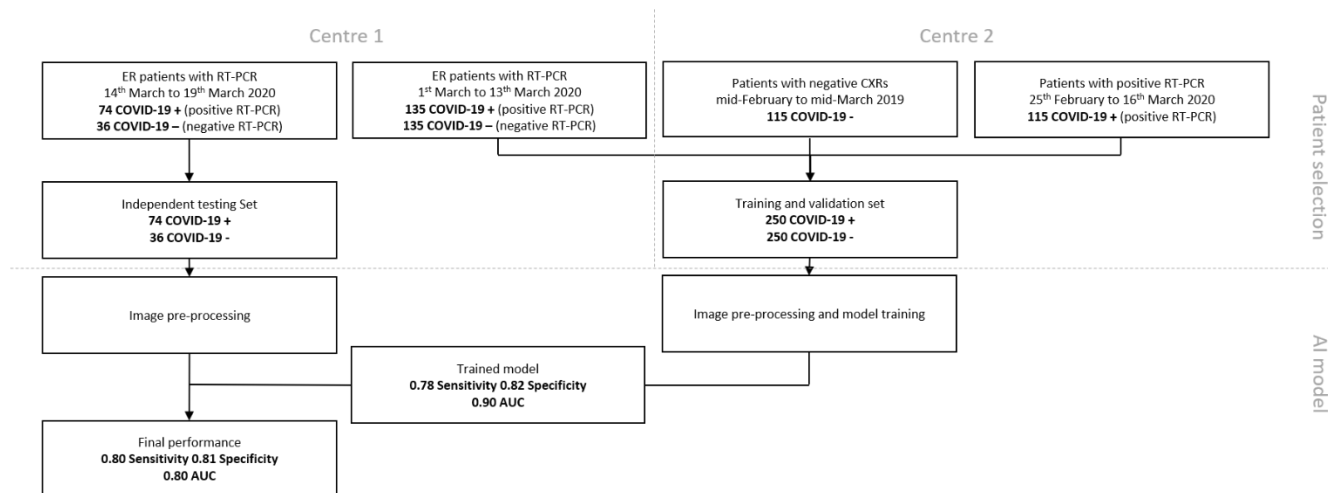 Centre 1
Centre 2
ER patients with RT-PCR
14th March to 19th March 2020
74 COVID-19 + (positive RT-PCR)
36 COVID-19 – (negative RT-PCR)
ER patients with RT-PCR
1st March to 13th March 2020
135 COVID-19 + (positive RT-PCR)
135 COVID-19 – (negative RT-PCR)
Patients with negative CXRs
mid-February to mid-March 2019
115 COVID-19 -
Patients with positive RT-PCR
25th February to 16th March 2020
115 COVID-19 + (positive RT-PCR)
Patient selection
Independent testing Set
74 COVID-19 +
36 COVID-19 -
Training and validation set
250 COVID-19 +
250 COVID-19 -
Image pre-processing
Image pre-processing and model training
AI model
Trained model
0.78 Sensitivity 0.82 Specificity
0.90 AUC
Final performance
0.80 Sensitivity 0.81 Specificity
0.80 AUC